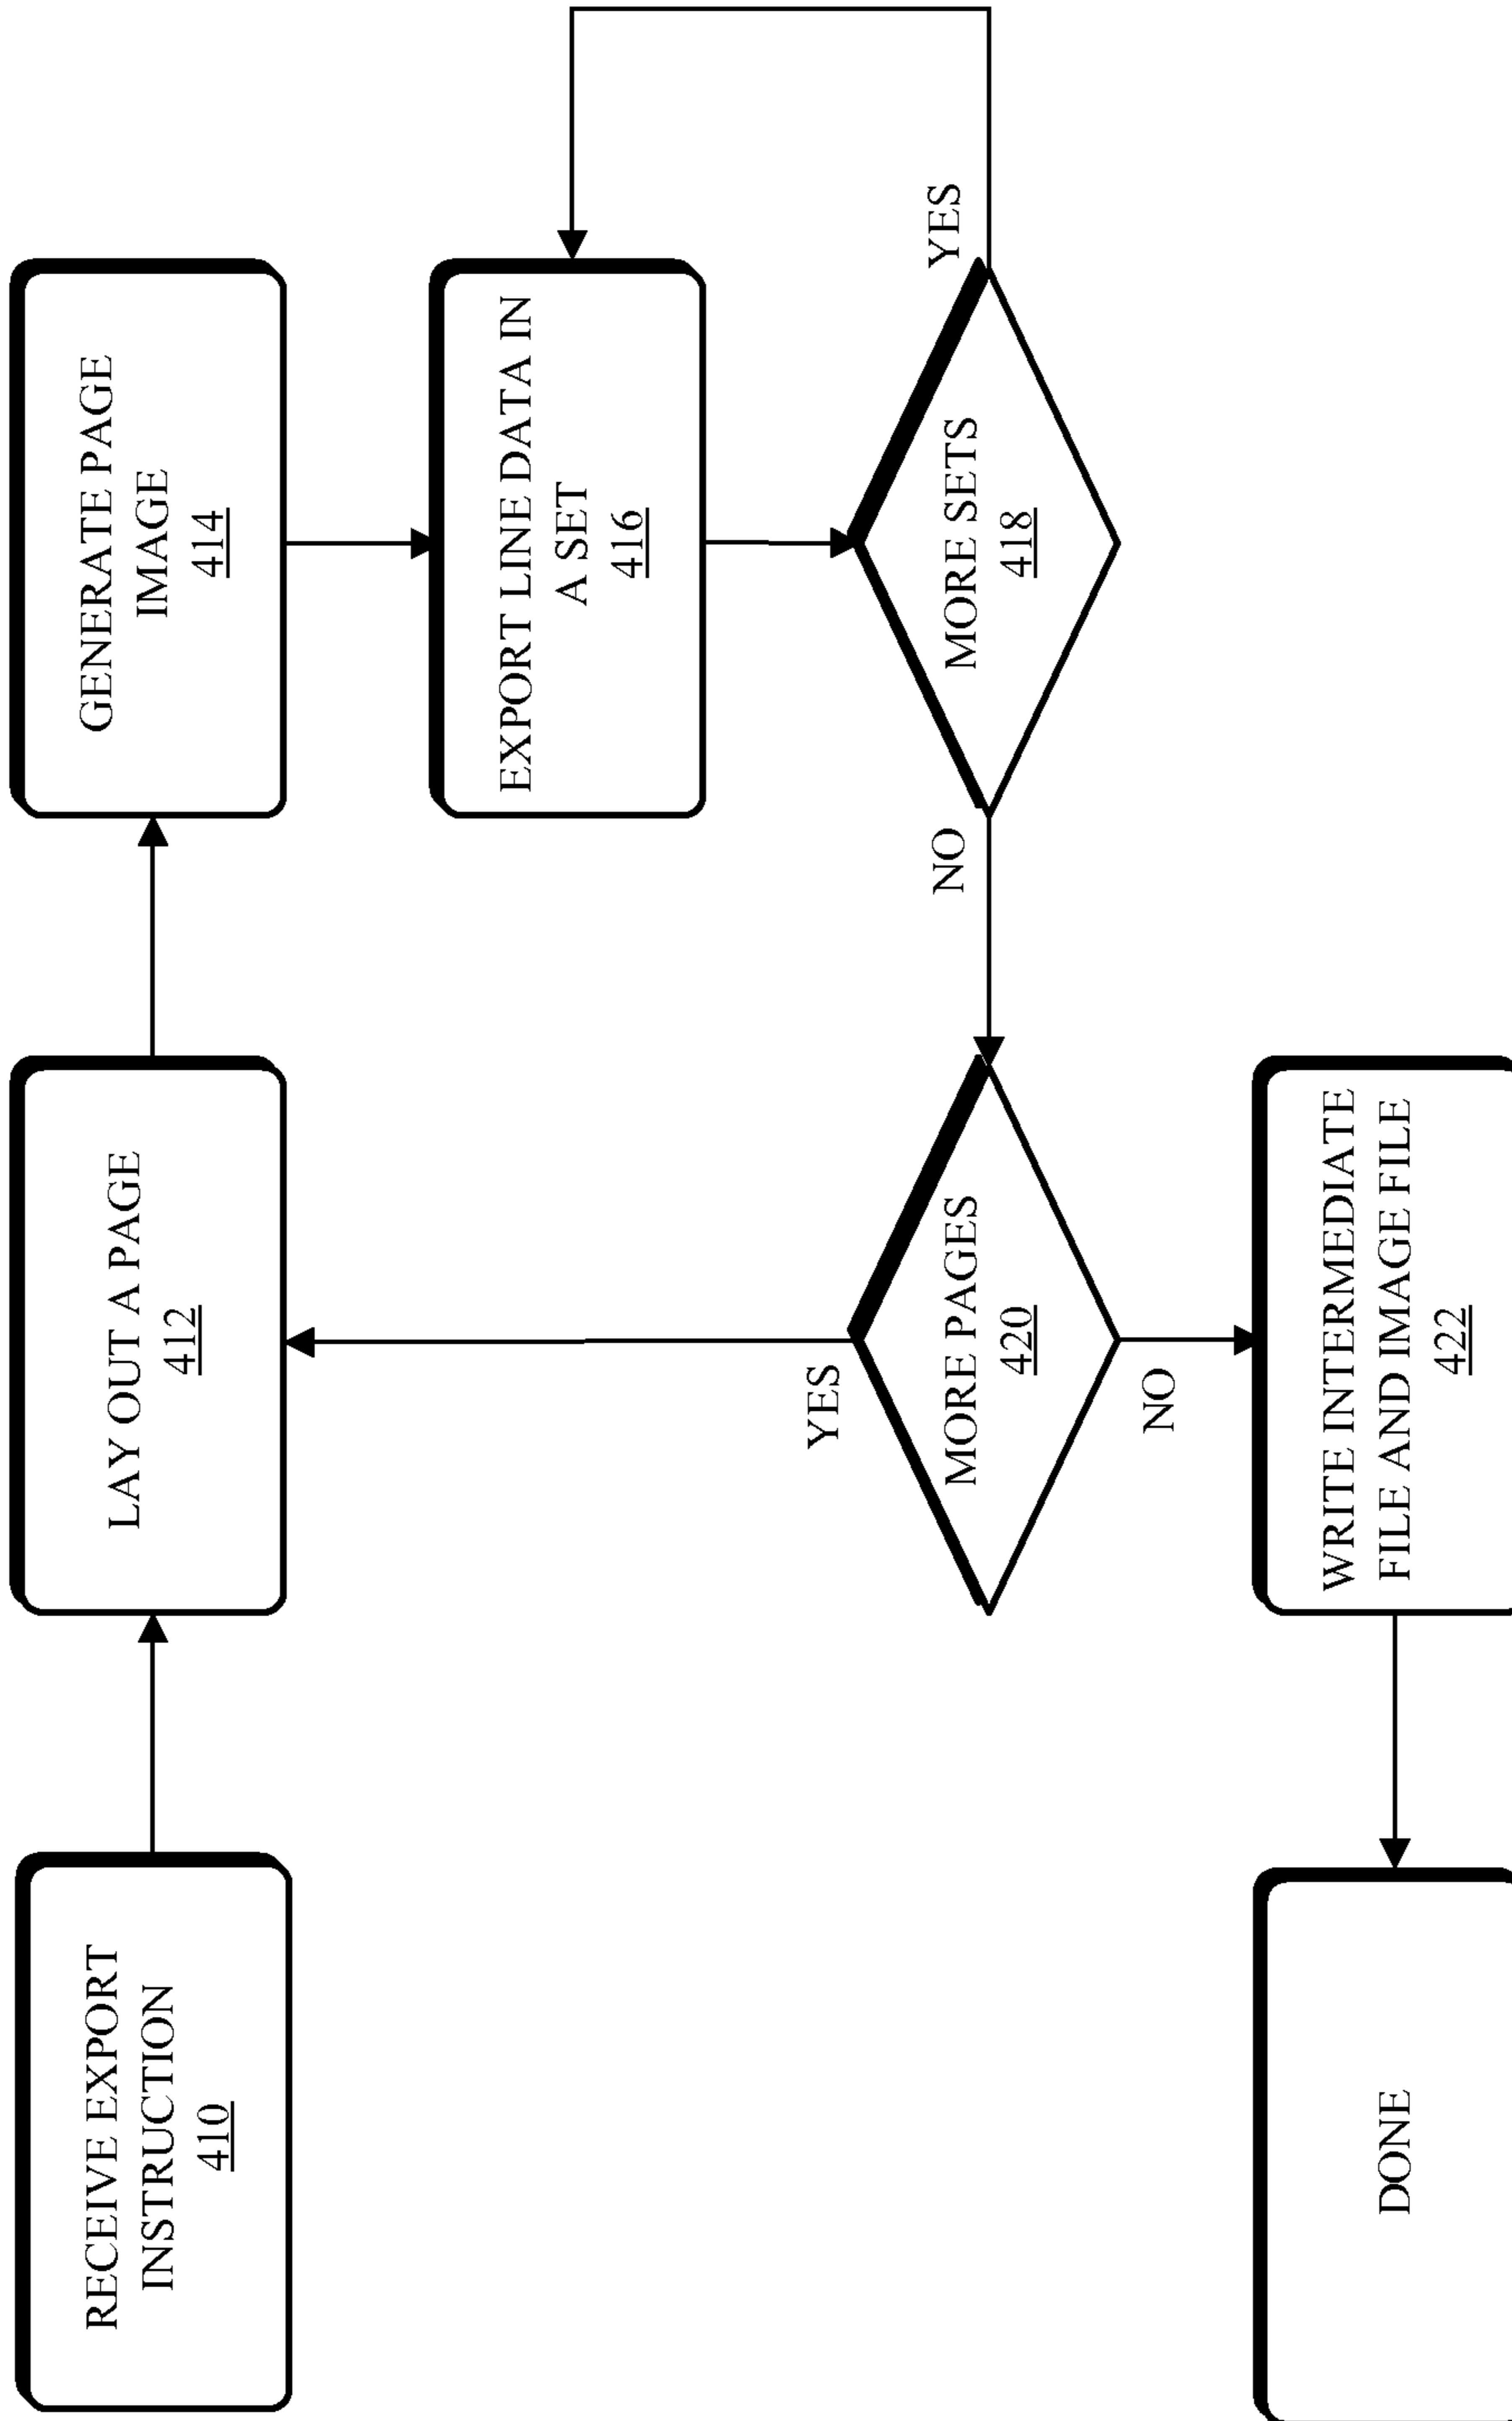 RECEIVE EXPORT
INSTRUCTION
410
LAY OUT A PAGE
412
GENERATE PAGE
IMAGE
414
EXPORT LINE DATA IN
A SET
416
MORE SETS
418
YES
NO
MORE PAGES
420
YES
NO
WRITE INTERMEDIATE
FILE AND IMAGE FILE
422
DONE